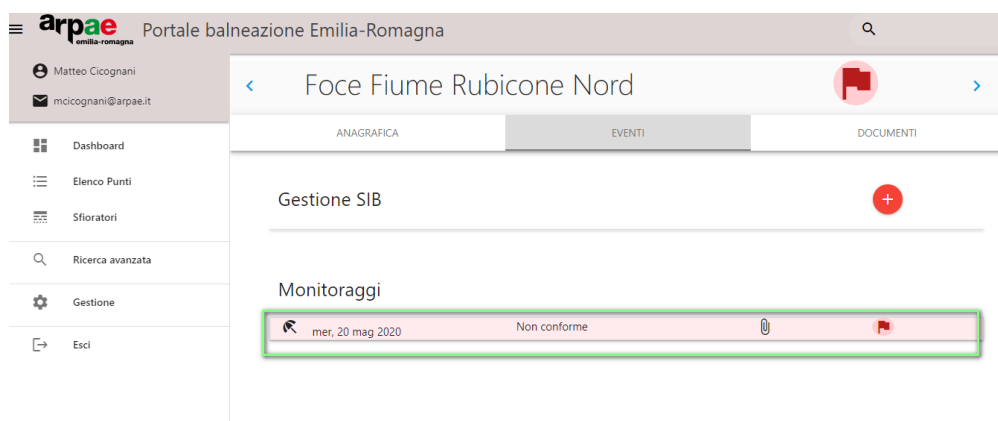 arpae
emilia-romagna
Portale balneazione Emilia-Romagna
Matteo Cicognani
mcicognani@arpae.it
Dashboard
Elenco Punti
Sfioratori
Ricerca avanzata
Gestione
Esci
Foce Fiume Rubicone Nord
ANAGRAFICA EVENTI DOCUMENTI
Gestione SIB
Monitoraggi
mer, 20 mag 2020 Non conforme